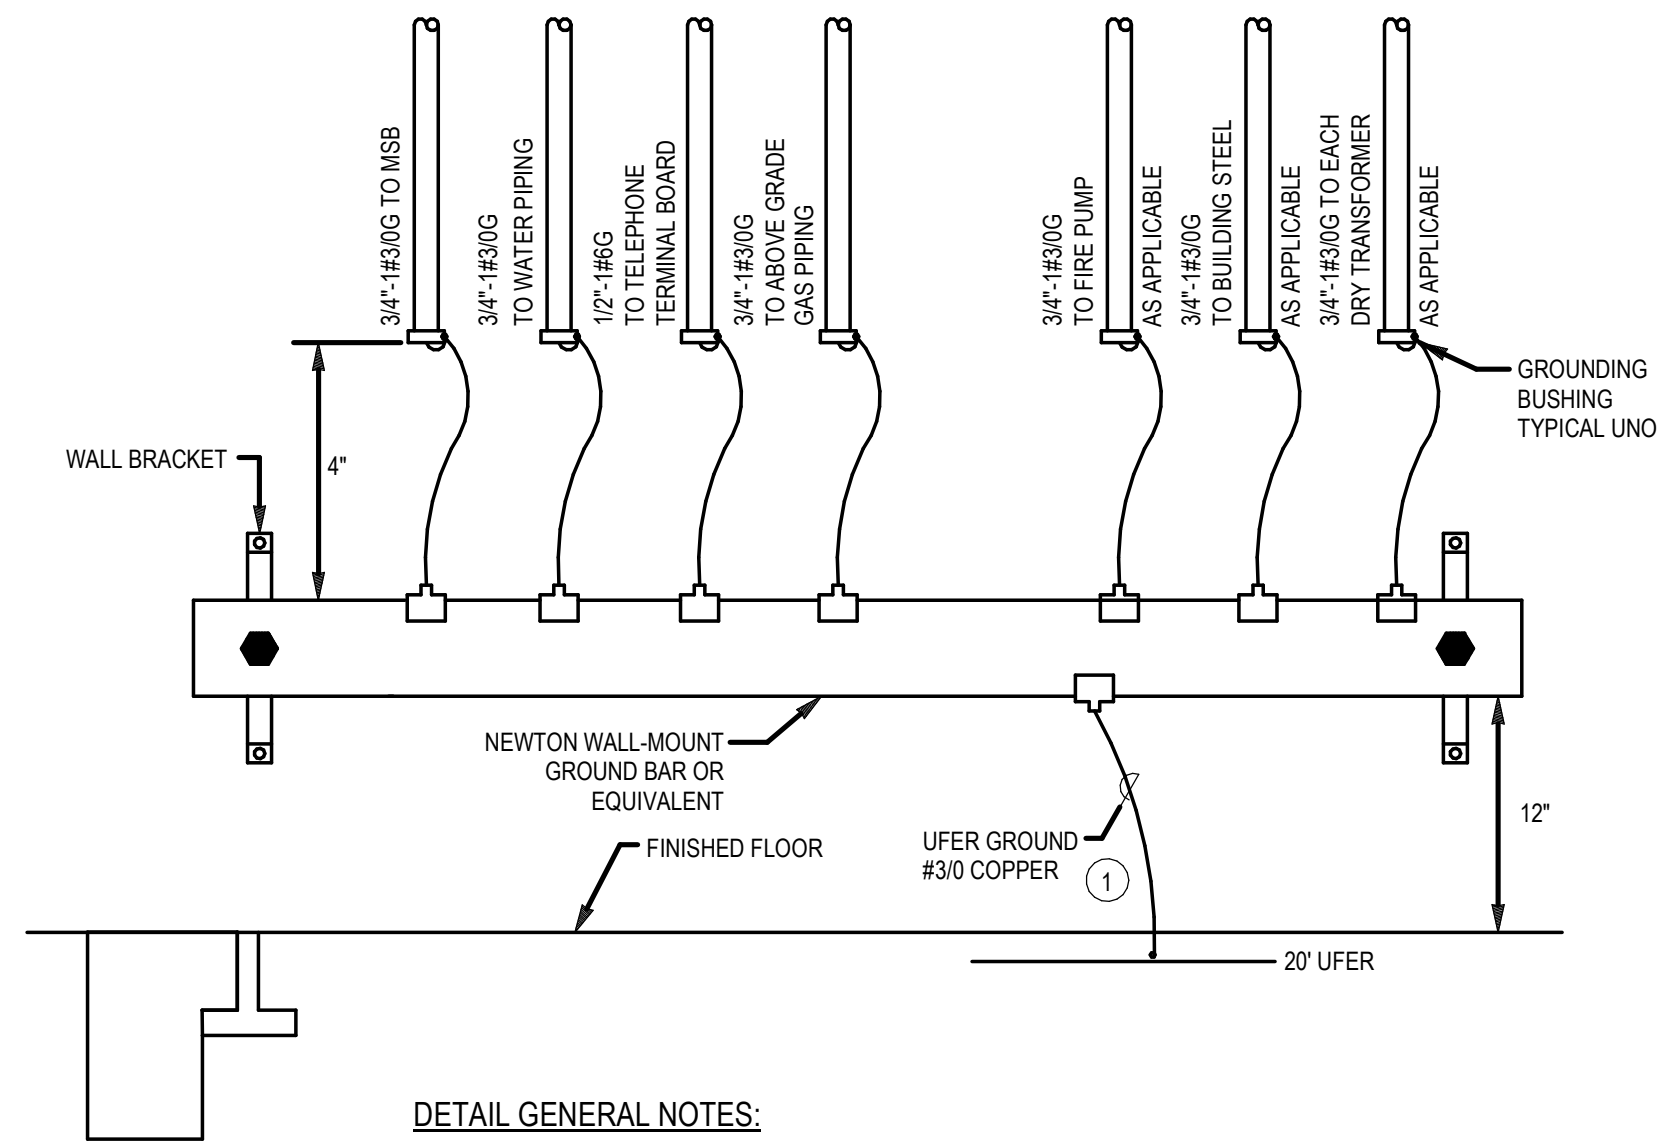 3/4"-1#3/0G TO MSB
3/4"-1#3/0G
TO WATER PIPING
1/2"-1#6G
TO TELEPHONE
TERMINAL BOARD
3/4"-1#3/0G
TO ABOVE GRADE
GAS PIPING
3/4"-1#3/0G
TO FIRE PUMP
AS APPLICABLE
3/4"-1#3/0G
TO BUILDING STEEL
AS APPLICABLE
3/4"-1#3/0G TO EACH
DRY TRANSFORMER
AS APPLICABLE
GROUNDING
BUSHING
TYPICAL UNO
WALL BRACKET
4"
NEWTON WALL-MOUNT
GROUND BAR OR
EQUIVALENT
12"
FINISHED FLOOR
UFER GROUND
#3/0 COPPER
1
20' UFER
DETAIL GENERAL NOTES: